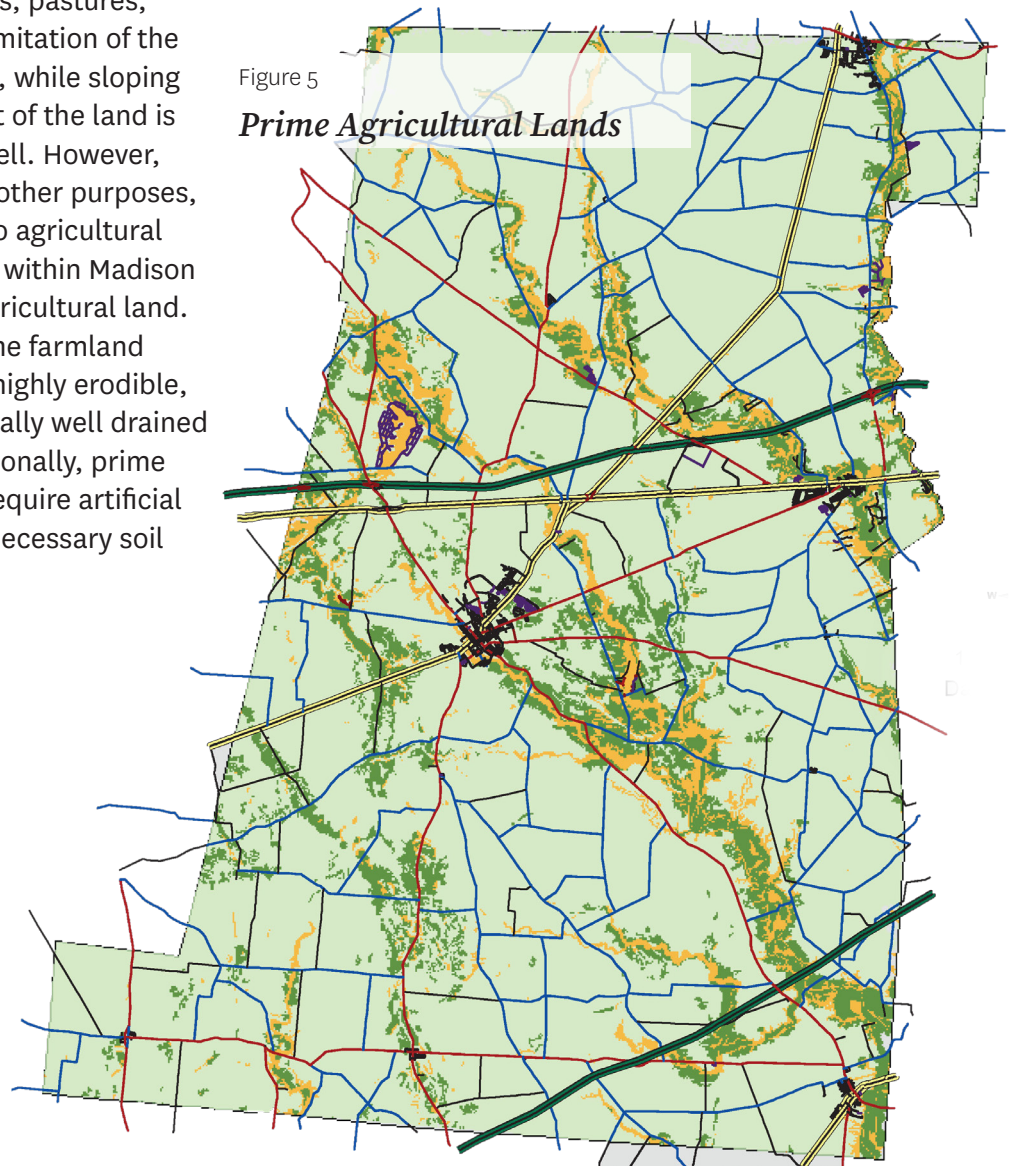 s, pastures,
mitation of the
, while sloping
t of the land is
ell. However,
other purposes,
o agricultural
within Madison
ricultural land.
ne farmland
highly erodible,
ally well drained
onally, prime
equire artificial
ecessary soil
Figure 5
Prime Agricultural Lands
D